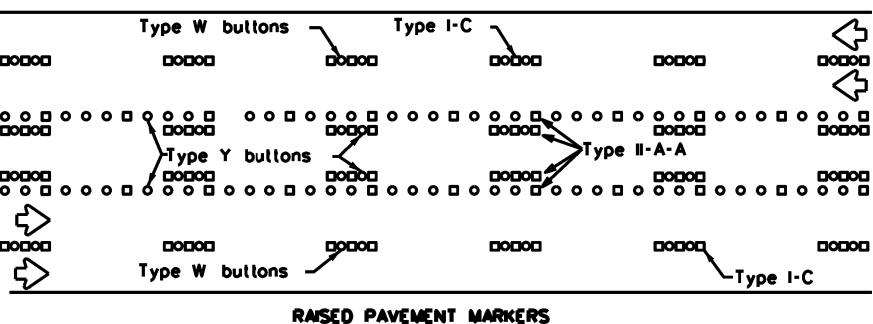 Type W buttons
Type I-C
Type Y buttons
Type II-A-A
Type W buttons
Type I-C
RAISED PAVEMENT MARKERS